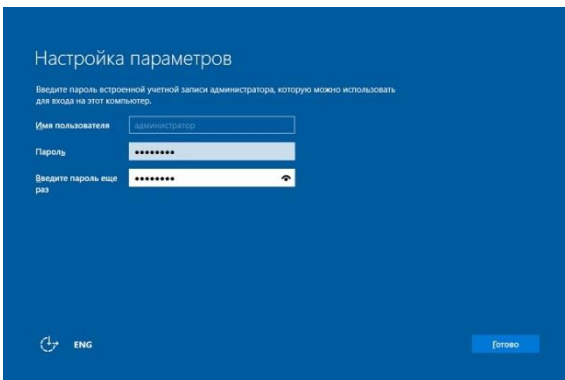 Настройка параметров
Введите пароль встроенной учетной записи администратора, которую можно использовать
для входа на этот компьютер.
Имя пользователя администратор
Пароль ••••••••
Введите пароль еще
раз ••••••••
ENG
Готово